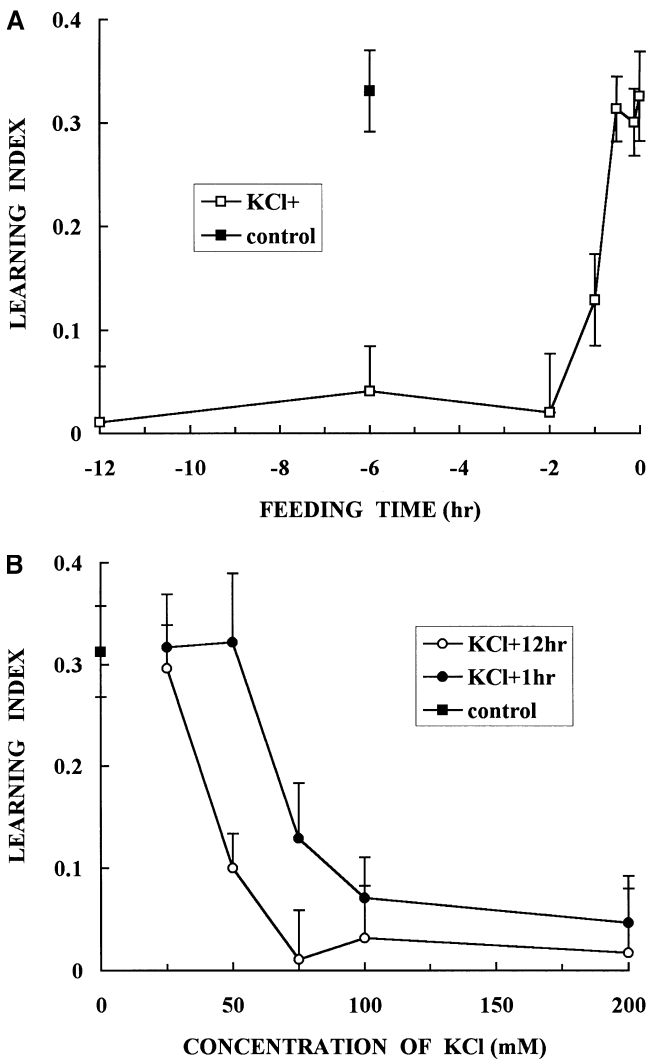 A
0.4
0.3
0.2
0.1
0
LEARNING INDEX
KCl+
control
-12 -10 -8 -6 -4 -2 0
FEEDING TIME (hr)
B
0.4
0.3
0.2
0.1
0
LEARNING INDEX
KCl+12hr
KCl+1hr
control
0 50 100 150 200
CONCENTRATION OF KCl (mM)